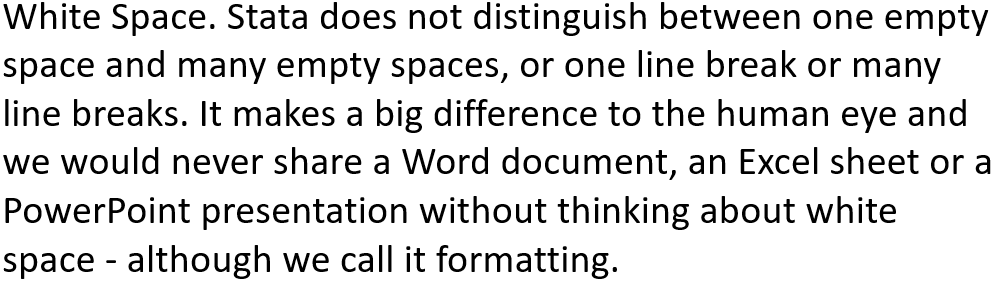 White Space. Stata does not distinguish between one empty
space and many empty spaces, or one line break or many
line breaks. It makes a big difference to the human eye and
we would never share a Word document, an Excel sheet or a
PowerPoint presentation without thinking about white
space - although we call it formatting.